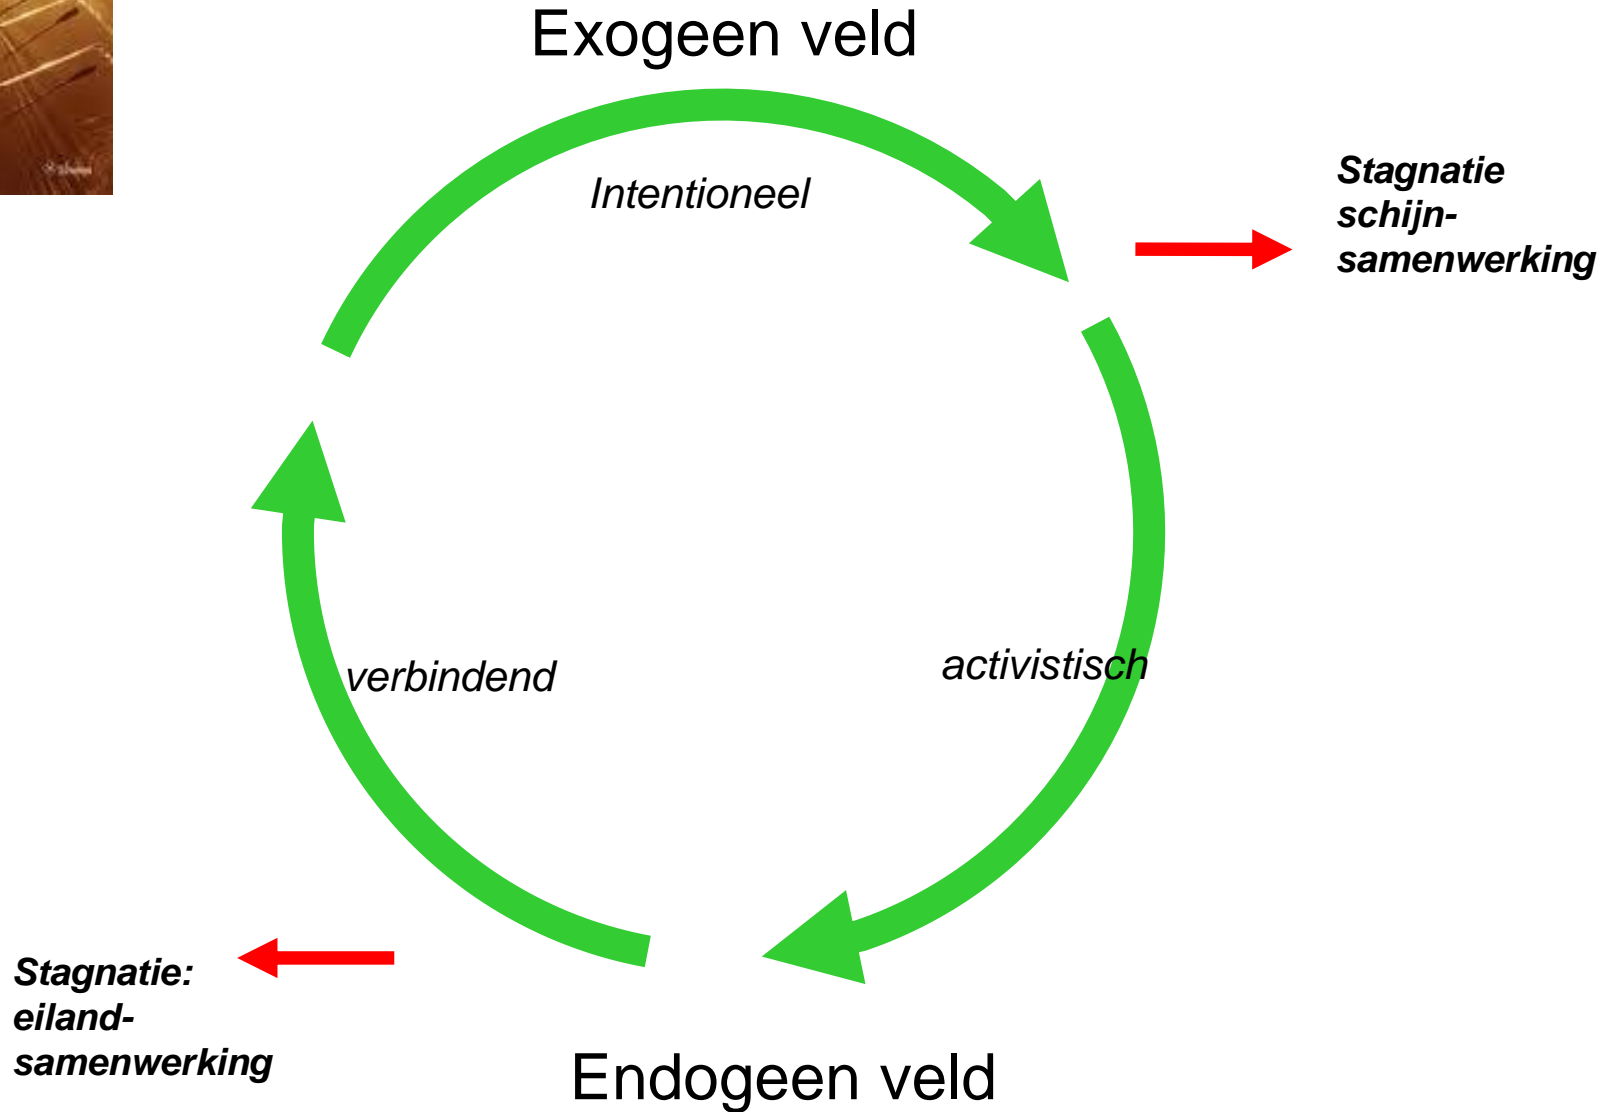 Exogeen veld
Intentioneel
Stagnatie
schijn-
samenwerking
activistisch
verbindend
Stagnatie:
eiland-
samenwerking
Endogeen veld